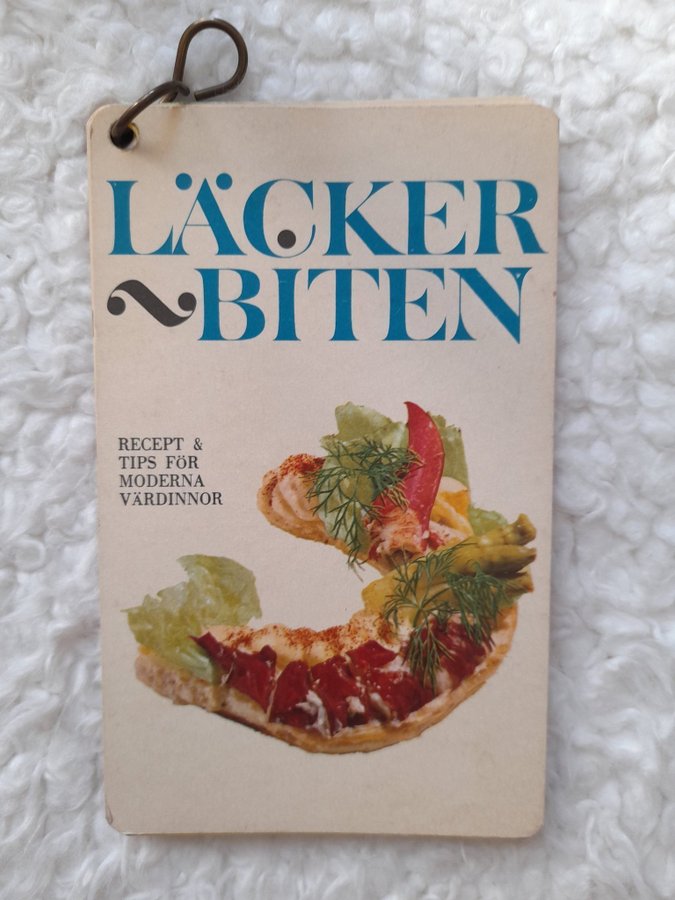 LÄCKER
~BITEN
RECEPT &
TIPS FÖR
MODERNA
VÄRDINNOR